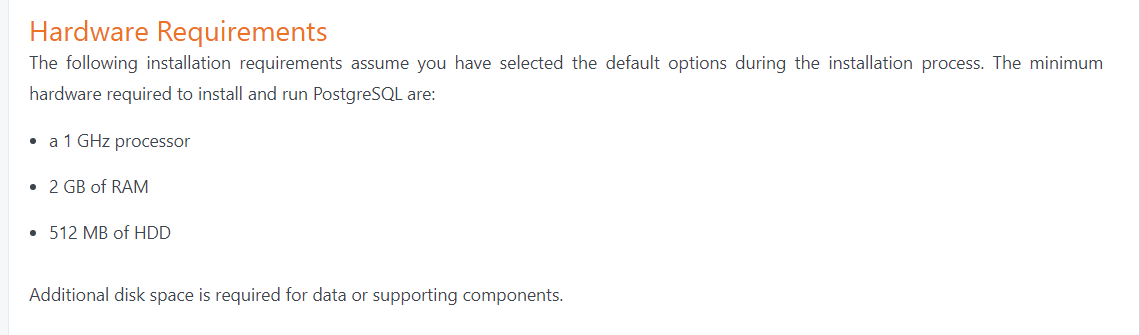 Hardware Requirements
The following installation requirements assume you have selected the default options during the installation process. The minimum
hardware required to install and run PostgreSQL are:
• a 1 GHz processor
• 2 GB of RAM
• 512 MB of HDD
Additional disk space is required for data or supporting components.